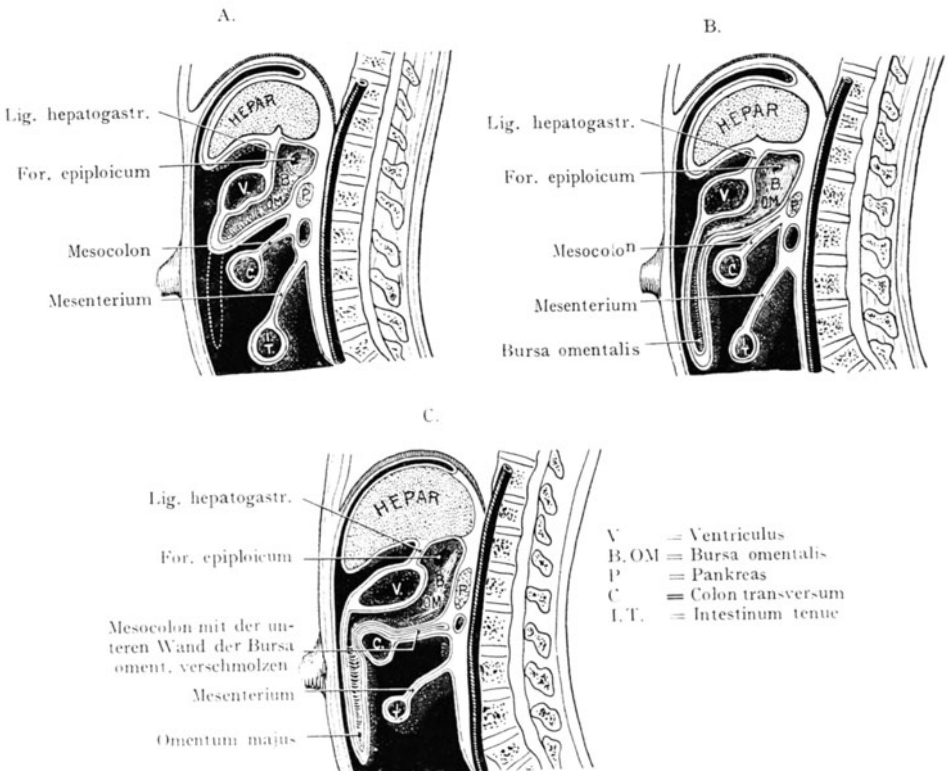 A.
HEPAR
Lig. hepatogastr.
For. epiploicum
V.
B.
OM.
P.
Mesocolon
C.
Mesenterium
I.
T.
B.
HEPAR
Lig. hepatogastr.
For. epiploicum
V.
B.
OM.
P.
Mesocolon
C.
Mesenterium
Bursa omentalis
C.
HEPAR
Lig. hepatogastr.
For. epiploicum
V.
B.
OM.
P.
Mesocolon mit der un-
teren Wand der Bursa
oment. verschmolzen
C.
Mesenterium
Omentum majus
V = Ventriculus
B. OM = Bursa omentalis
P = Pankreas
C = Colon transversum
I. T. = Intestinum tenue